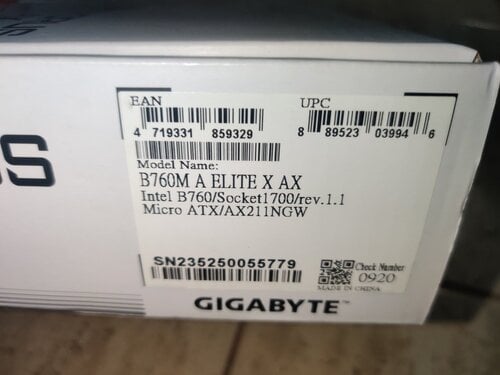 EAN
UPC
4 719331 859329
8 89523 03994 6
Model Name:
B760M A ELITE X AX
Intel B760/Socket1700/rev.1.1
Micro ATX/AX211NGW
SN235250055779
Check Number
0920
MADE IN CHINA
GIGABYTE™